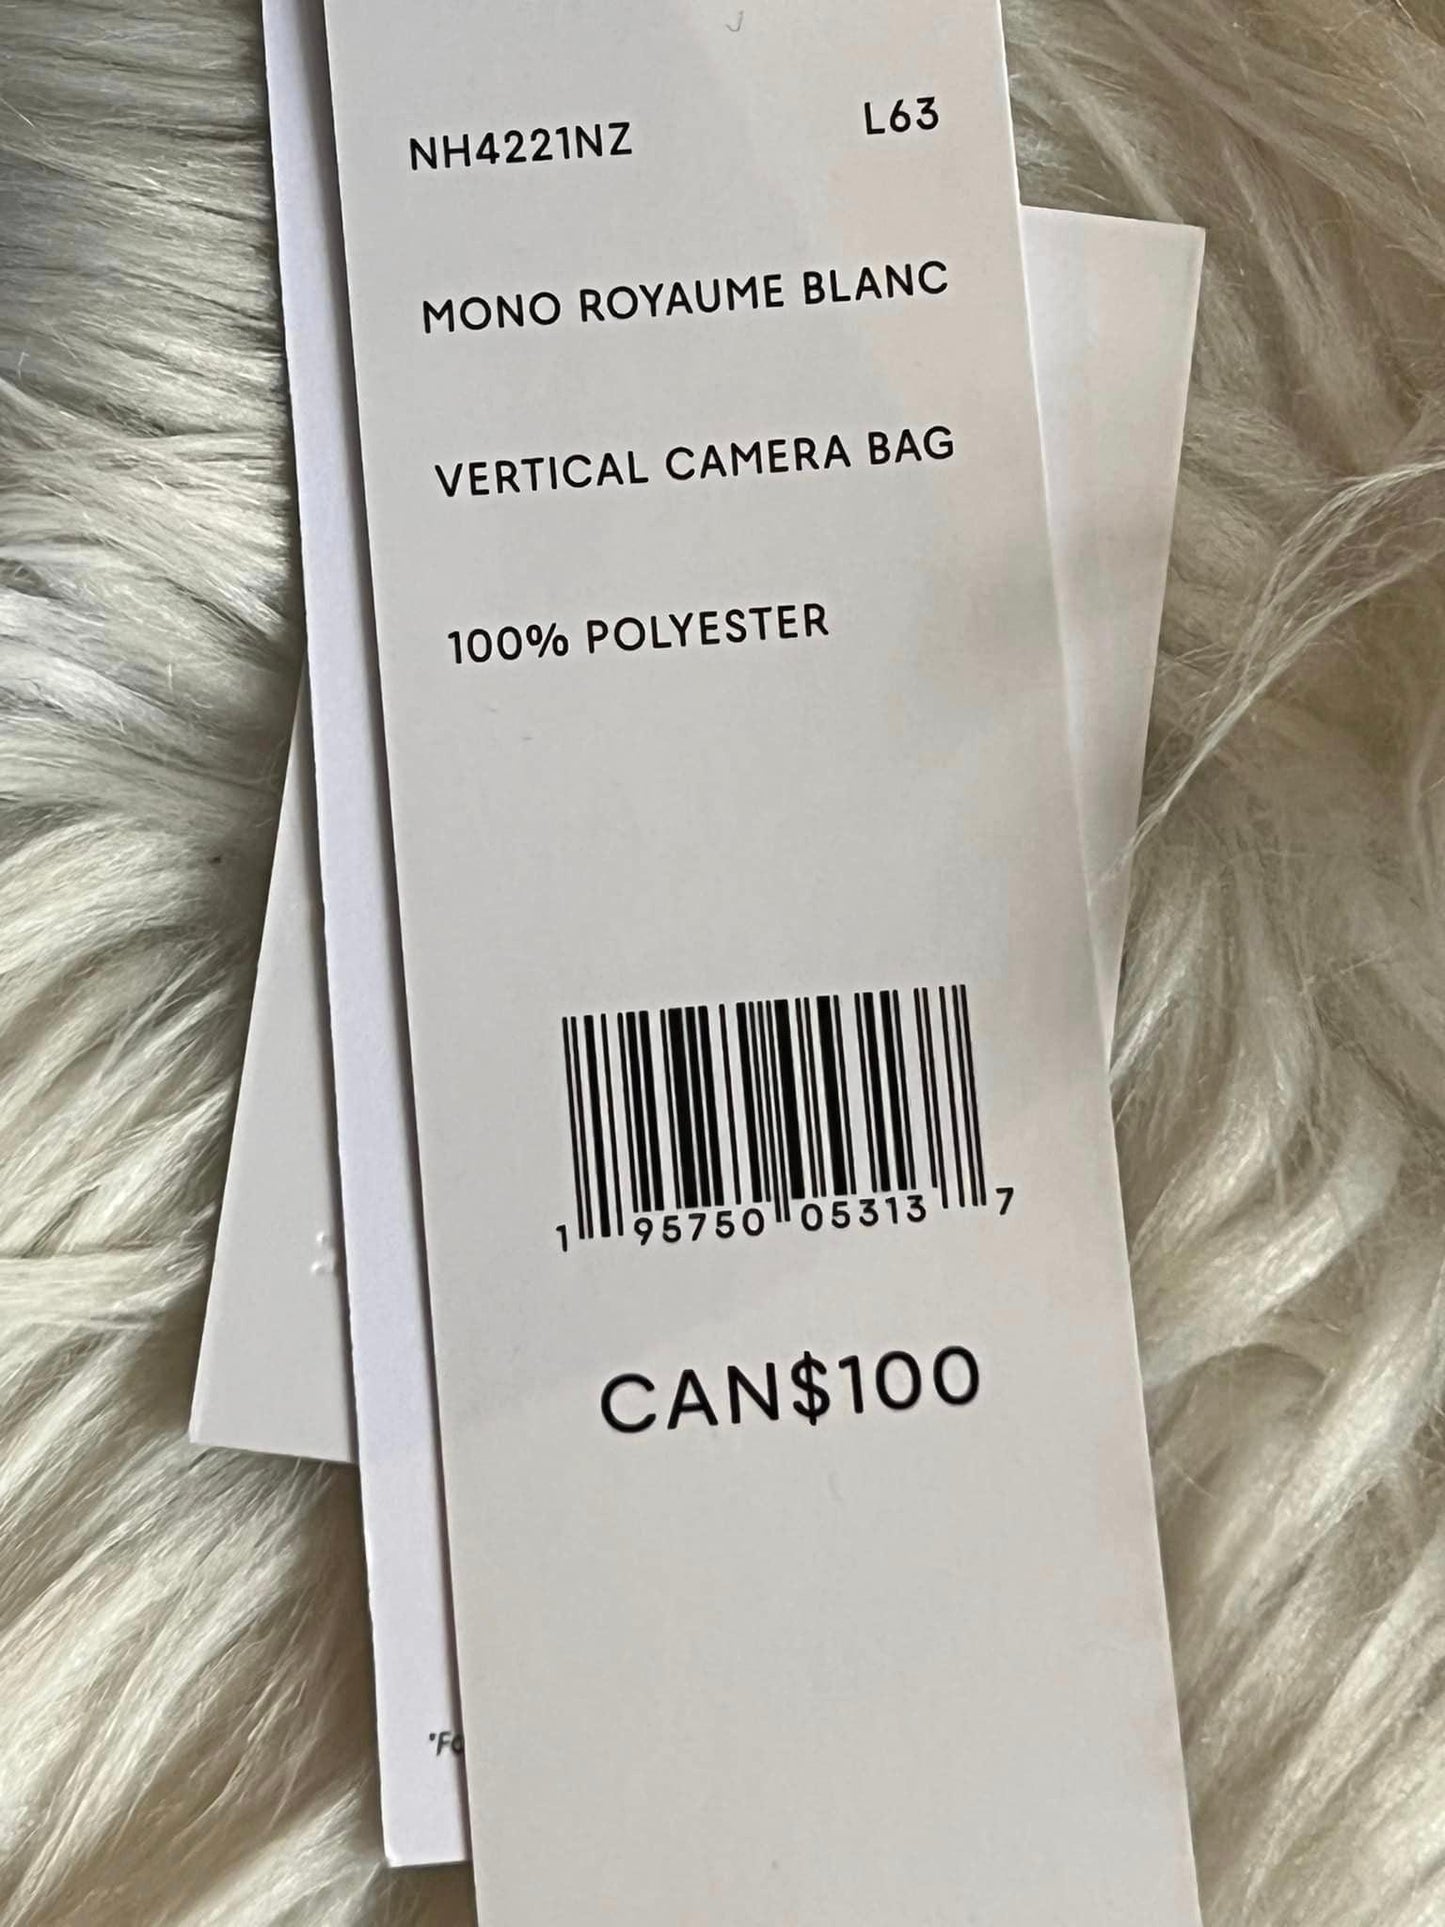 NH4221NZ L63
MONO ROYAUME BLANC
VERTICAL CAMERA BAG
100% POLYESTER
1 95750 05313 7
CAN$100